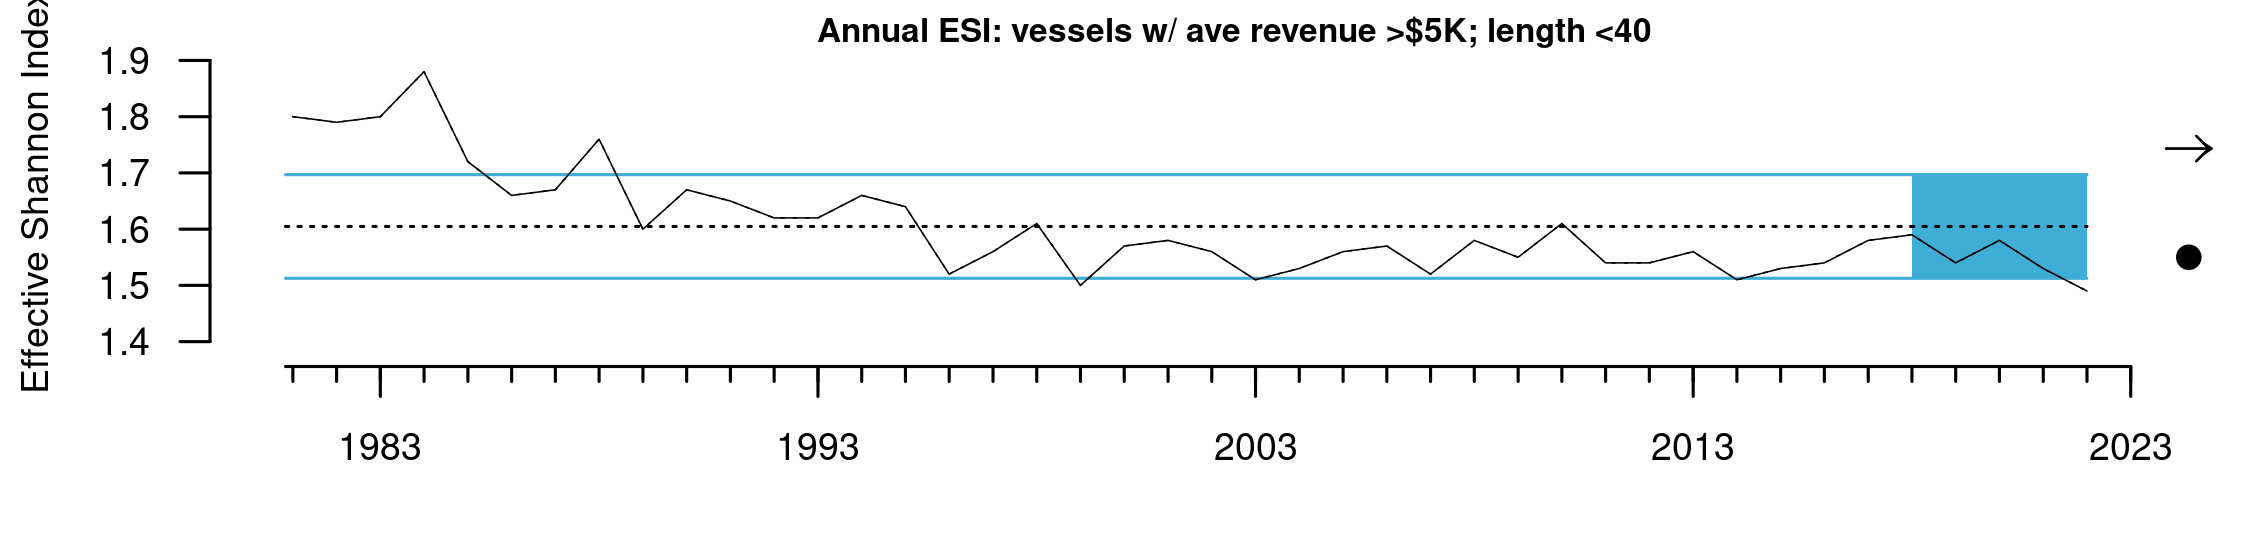 Annual ESI: vessels w/ ave revenue >$5K; length <40
Effective Shannon Index
1.9
1.8
1.7
1.6
1.5
1.4
1983 1993 2003 2013 2023